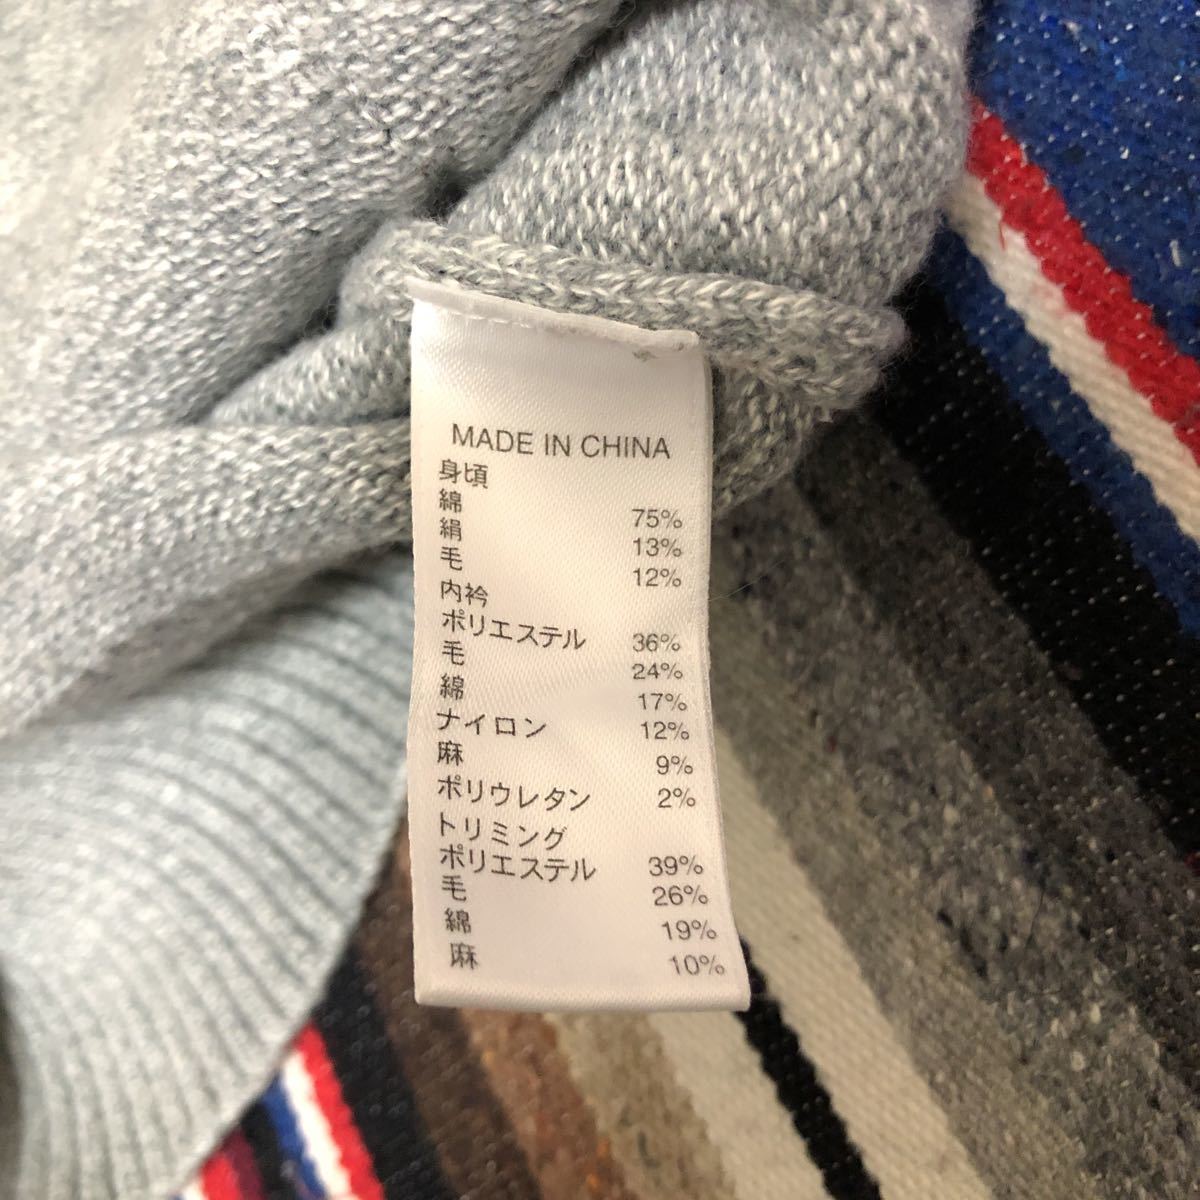 MADE IN CHINA
身頃
綿 75%
絹 13%
毛 12%
内衿
ポリエステル 36%
毛 24%
綿 17%
ナイロン 12%
麻 9%
ポリウレタン 2%
トリミング
ポリエステル 39%
毛 26%
綿 19%
麻 10%